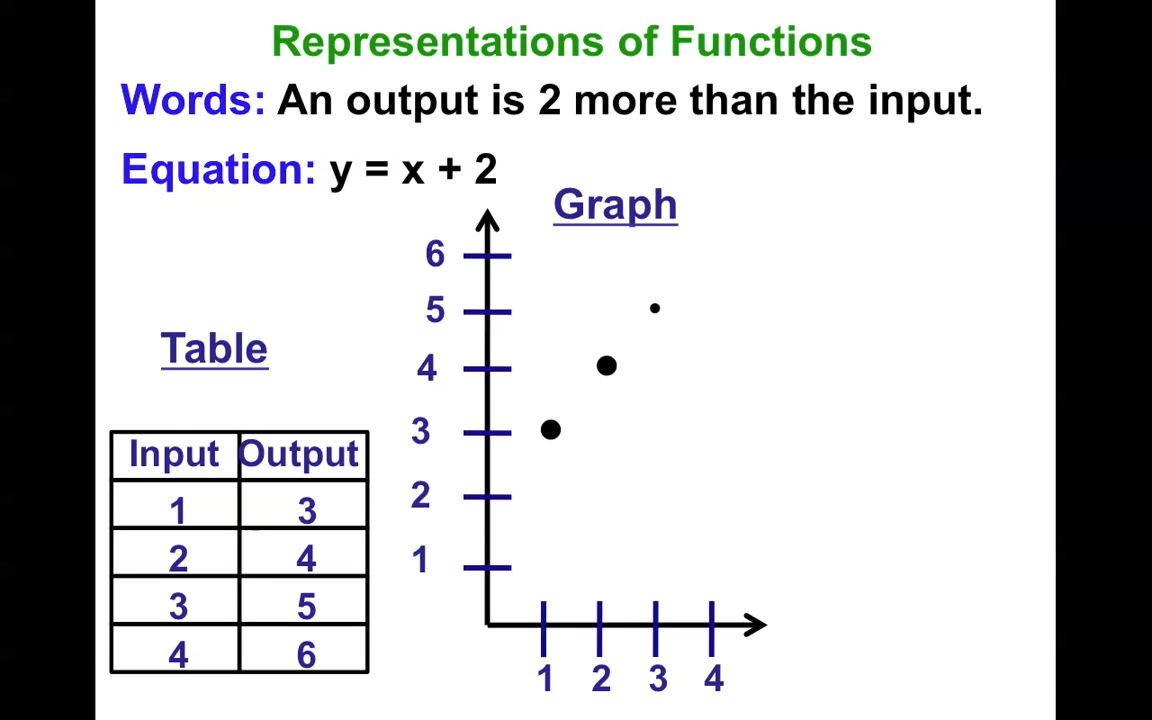 Representations of Functions
Words: An output is 2 more than the input.
Equation: y = x + 2
Graph
6
5
4
3
2
1
1 2 3 4
Table
Input Output
1 3
2 4
3 5
4 6